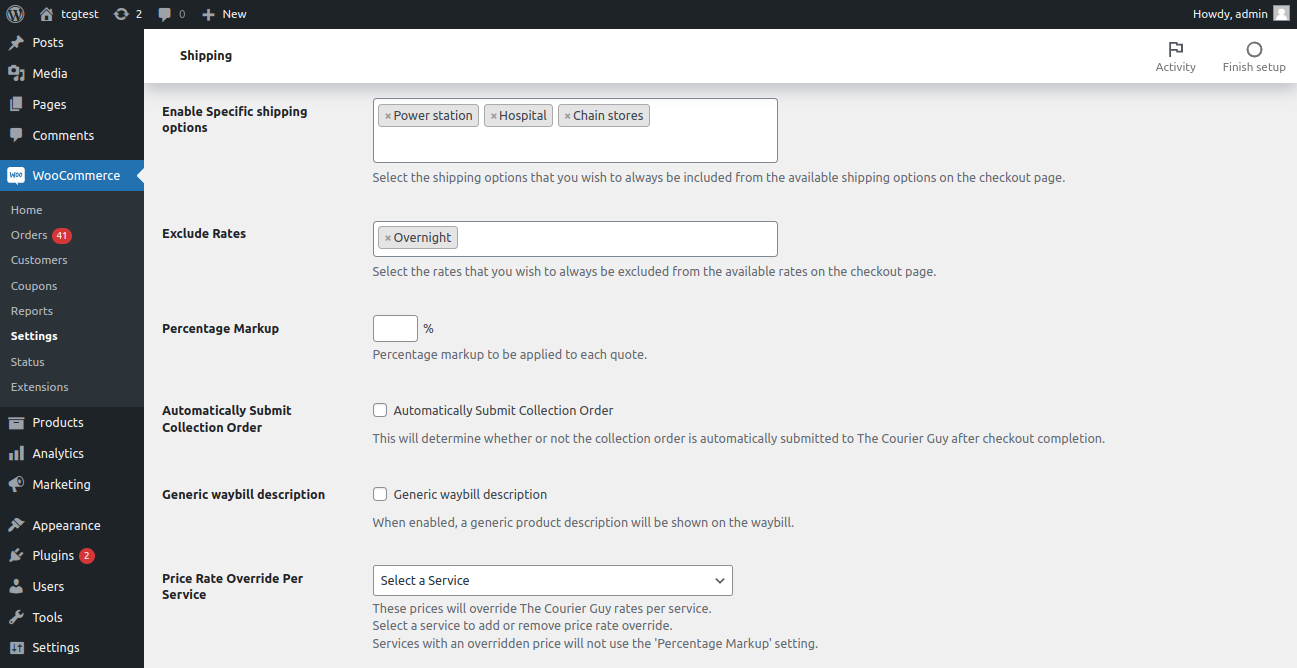 tcgtest
2
0
New
Howdy, admin
Posts
Media
Pages
Comments
WooCommerce
Home
Orders 41
Customers
Coupons
Reports
Settings
Status
Extensions
Products
Analytics
Marketing
Appearance
Plugins 2
Users
Tools
Settings
Shipping
Activity
Finish setup
Enable Specific shipping
options
× Power station × Hospital × Chain stores
Select the shipping options that you wish to always be included from the available shipping options on the checkout page.
Exclude Rates
× Overnight
Select the rates that you wish to always be excluded from the available rates on the checkout page.
Percentage Markup
%
Percentage markup to be applied to each quote.
Automatically Submit
Collection Order
Automatically Submit Collection Order
This will determine whether or not the collection order is automatically submitted to The Courier Guy after checkout completion.
Generic waybill description
Generic waybill description
When enabled, a generic product description will be shown on the waybill.
Price Rate Override Per
Service
Select a Service
These prices will override The Courier Guy rates per service.
Select a service to add or remove price rate override.
Services with an overridden price will not use the 'Percentage Markup' setting.